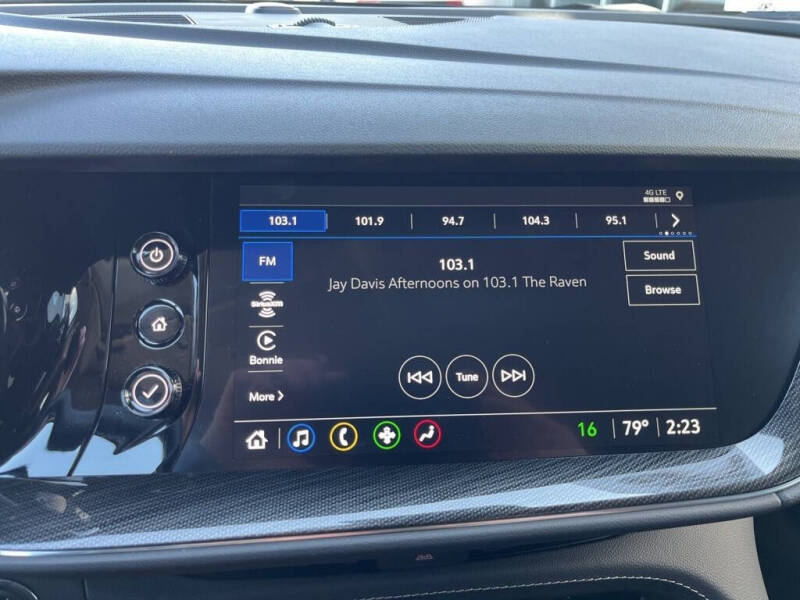 4G LTE
103.1 101.9 94.7 104.3 95.1
FM
103.1
Sound
Jay Davis Afternoons on 103.1 The Raven
Browse
SiriusXM
Bonnie
Tune
More
16 79° 2:23